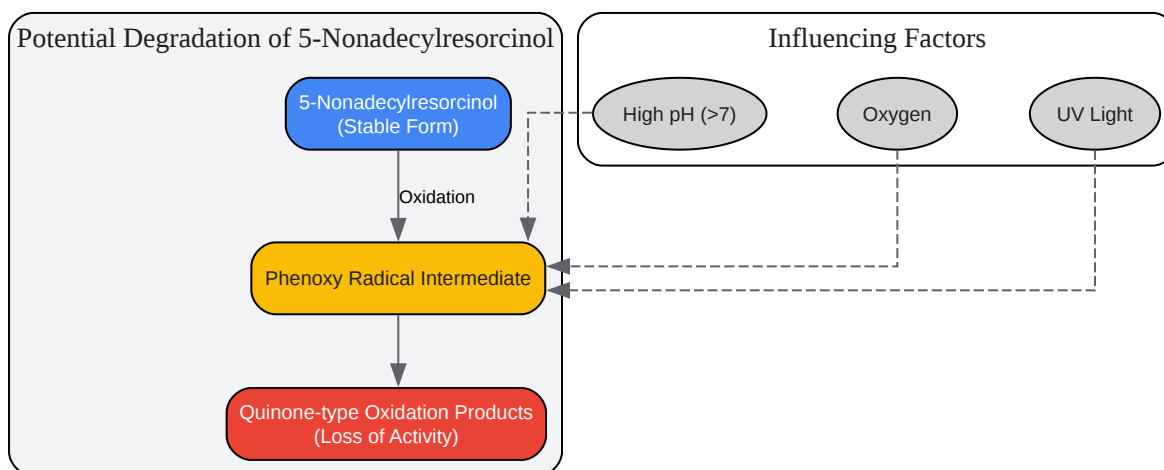 Potential Degradation of 5-Nonadecylresorcinol
5-Nonadecylresorcinol
(Stable Form)
Oxidation
Phenoxy Radical Intermediate
Quinone-type Oxidation Products
(Loss of Activity)
Influencing Factors
High pH (>7)
Oxygen
UV Light